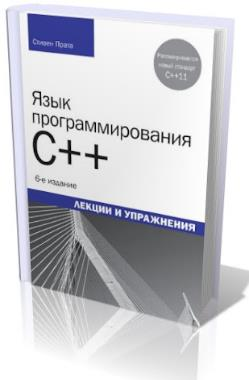 Стивен Прата
Рассматривается
новый стандарт
C++11
Язык
программирования
C++
6-е издание
ЛЕКЦИИ И УПРАЖНЕНИЯ